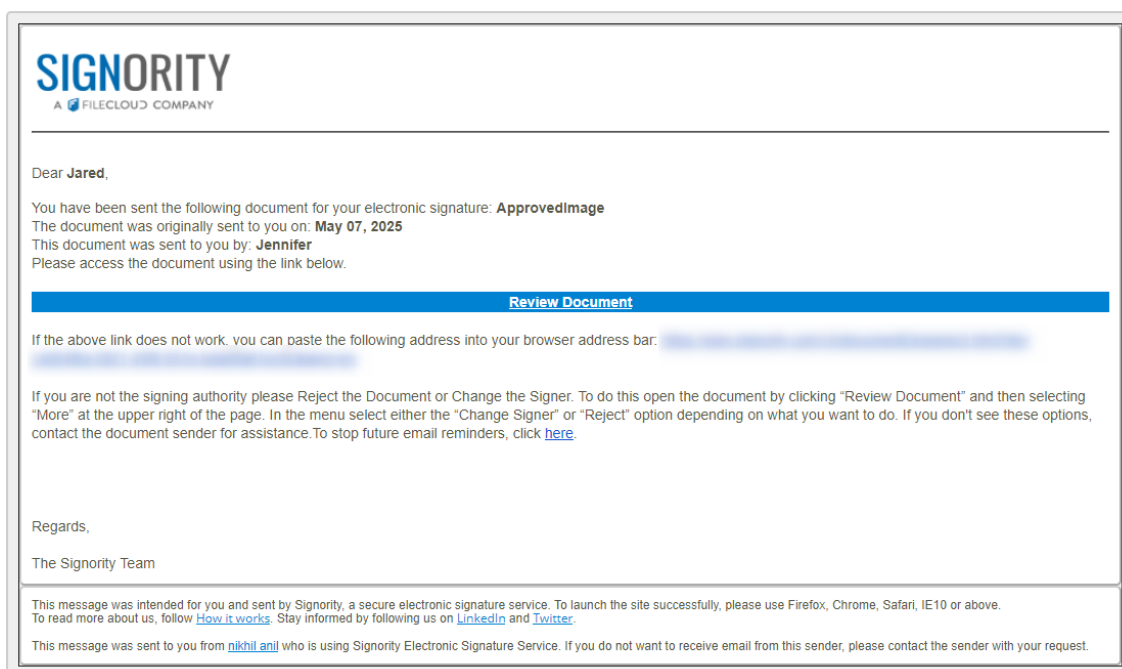 SIGNORITY
A FILECLOUD COMPANY
Dear Jared,
You have been sent the following document for your electronic signature: ApprovedImage
The document was originally sent to you on: May 07, 2025
This document was sent to you by: Jennifer
Please access the document using the link below.
Review Document
If the above link does not work, you can paste the following address into your browser address bar:
If you are not the signing authority please Reject the Document or Change the Signer. To do this open the document by clicking “Review Document” and then selecting
“More” at the upper right of the page. In the menu select either the “Change Signer” or “Reject” option depending on what you want to do. If you don't see these options,
contact the document sender for assistance.To stop future email reminders, click here.
Regards,
The Signority Team
This message was intended for you and sent by Signority, a secure electronic signature service. To launch the site successfully, please use Firefox, Chrome, Safari, IE10 or above.
To read more about us, follow How it works. Stay informed by following us on LinkedIn and Twitter.
This message was sent to you from nikhil anil who is using Signority Electronic Signature Service. If you do not want to receive email from this sender, please contact the sender with your request.